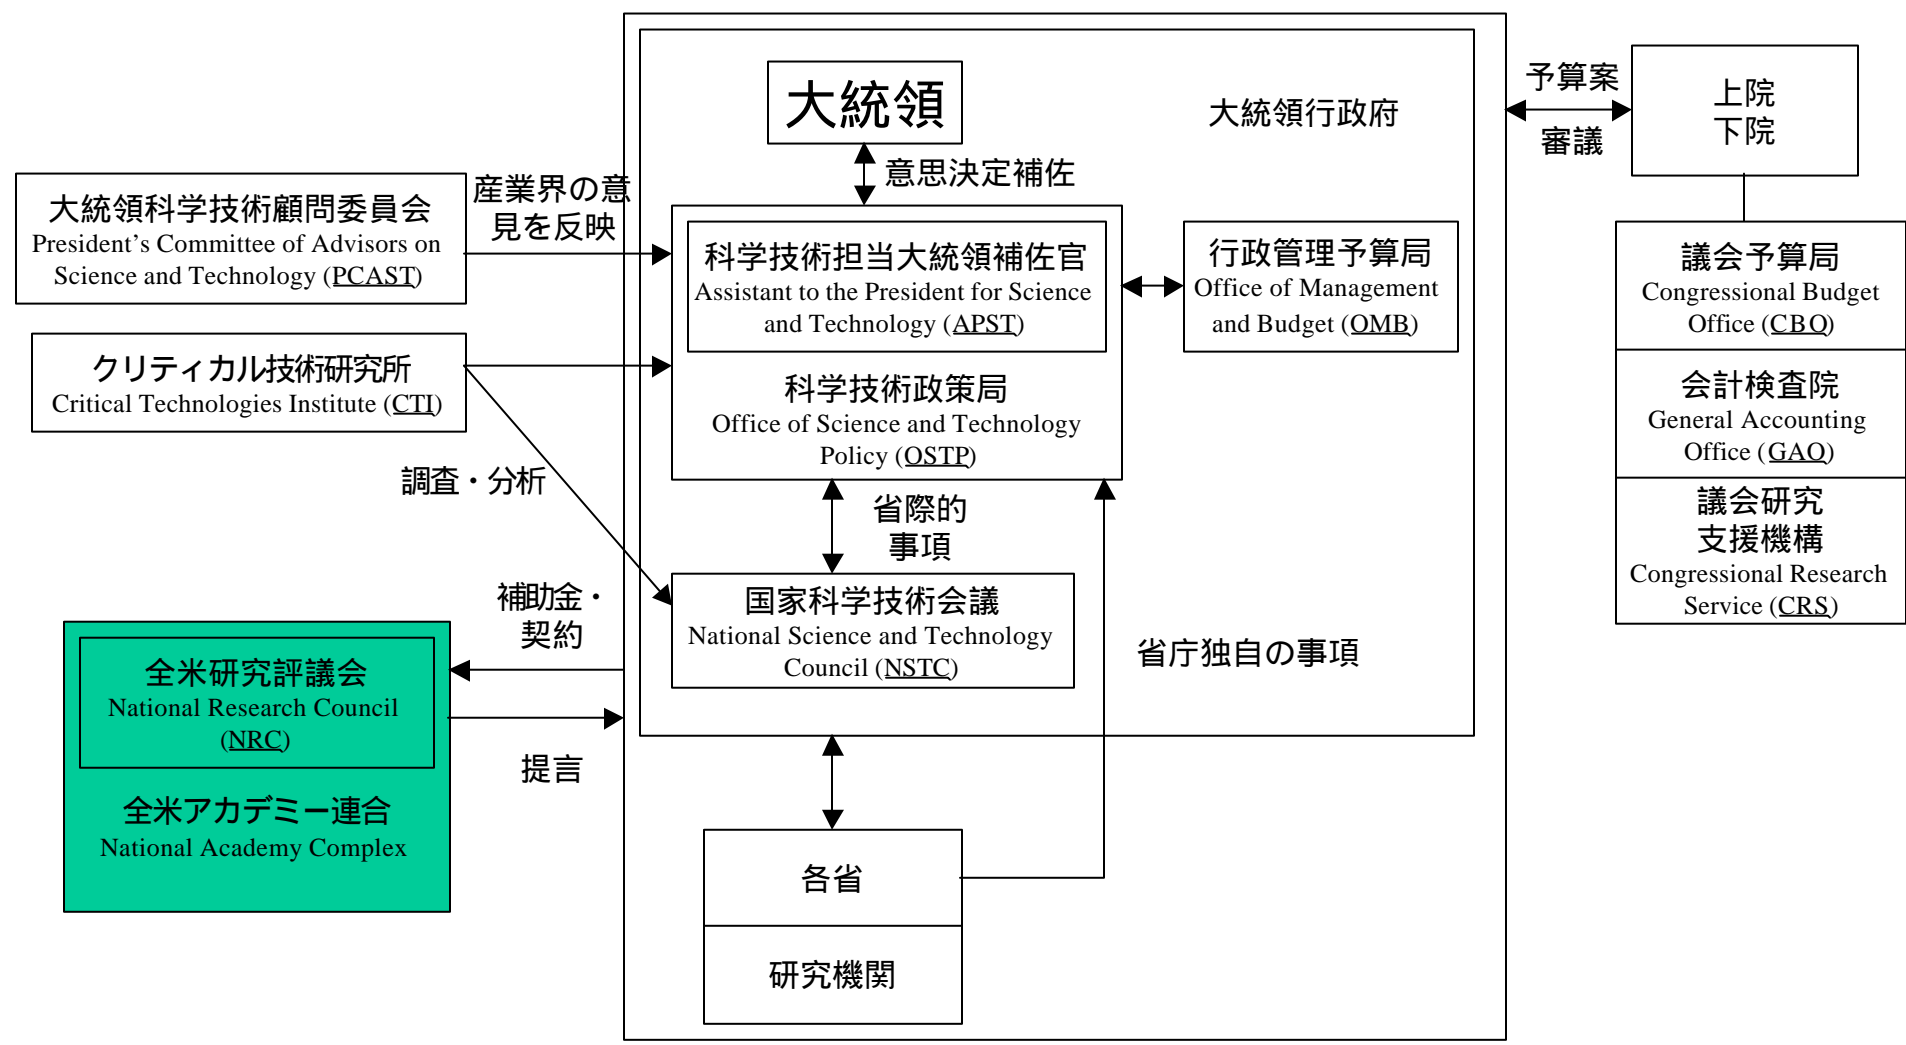 大統領
大統領行政府
予算案
審議
上院
下院
意思決定補佐
大統領科学技術顧問委員会
President’s Committee of Advisors on
Science and Technology (PCAST)
産業界の意
見を反映
科学技術担当大統領補佐官
Assistant to the President for Science
and Technology (APST)
行政管理予算局
Office of Management
and Budget (OMB)
議会予算局
Congressional Budget
Office (CBO)
クリティカル技術研究所
Critical Technologies Institute (CTI)
科学技術政策局
Office of Science and Technology
Policy (OSTP)
会計検査院
General Accounting
Office (GAO)
調査・分析
省際的
事項
議会研究
支援機構
Congressional Research
Service (CRS)
国家科学技術会議
National Science and Technology
Council (NSTC)
補助金・
契約
省庁独自の事項
全米研究評議会
National Research Council
(NRC)
提言
全米アカデミー連合
National Academy Complex
各省
研究機関